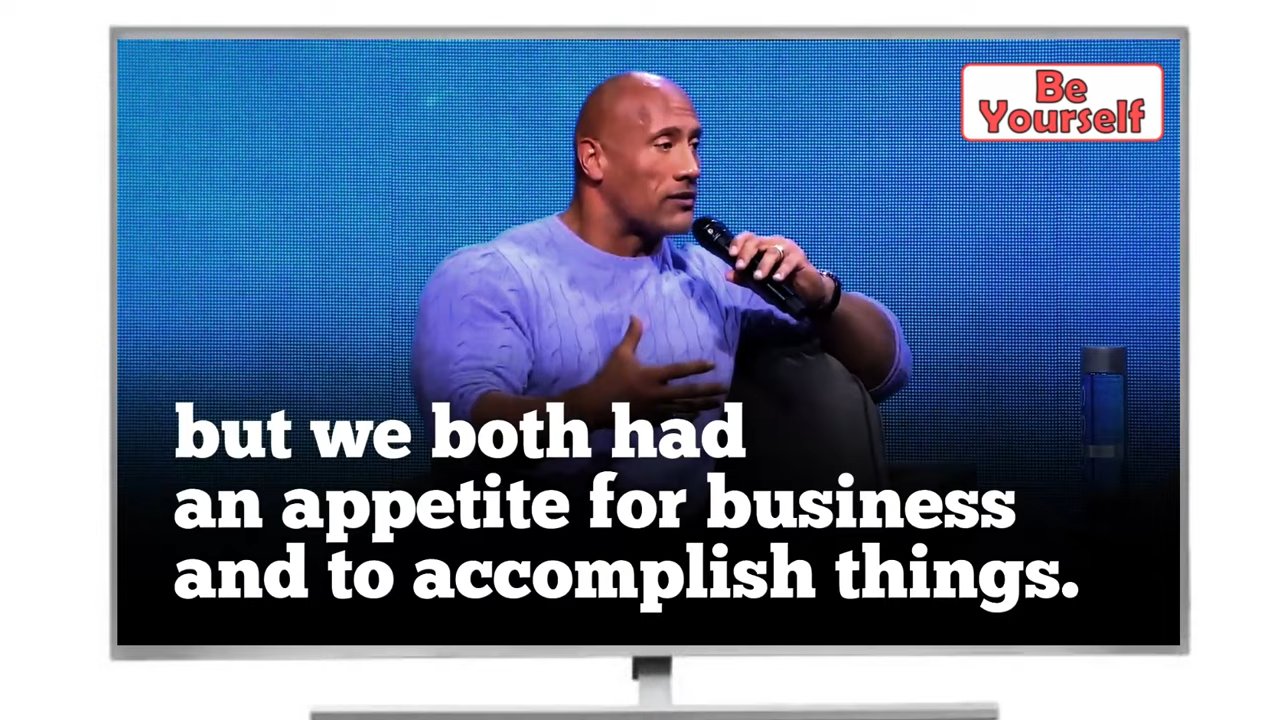 Be
Yourself
but we both had
an appetite for business
and to accomplish things.